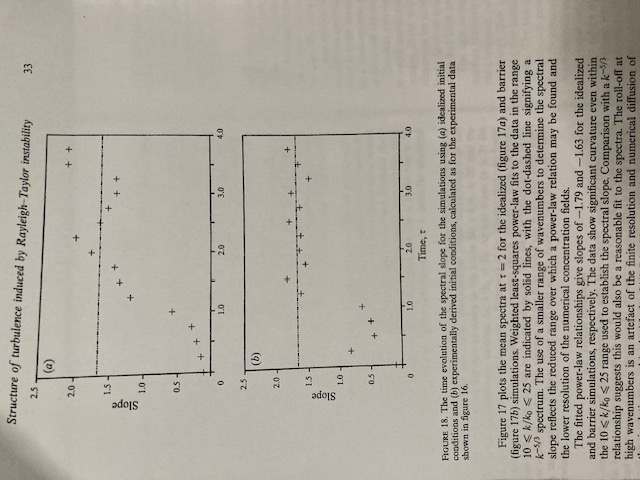 Structure of turbulence induced by Rayleigh–Taylor instability 33
2.5
(a)
2.0
1.5
Slope
1.0
0.5
0 1.0 2.0 3.0 4.0
2.5
(b)
2.0
1.5
Slope
1.0
0.5
0 1.0 2.0 3.0 4.0
Time, τ
FIGURE 18. The time evolution of the spectral slope for the simulations using (a) idealized initial
conditions and (b) experimentally derived initial conditions, calculated as for the experimental data
shown in figure 16.
Figure 17 plots the mean spectra at τ = 2 for the idealized (figure 17a) and barrier
(figure 17b) simulations. Weighted least-squares power-law fits to the data in the range
10 ⩽ k/k₀ ⩽ 25 are indicated by solid lines, with the dot-dashed line signifying a
k⁻⁵/³ spectrum. The use of a smaller range of wavenumbers to determine the spectral
slope reflects the reduced range over which a power-law relation may be found and
the lower resolution of the numerical concentration fields.
The fitted power-law relationships give slopes of −1.79 and −1.63 for the idealized
and barrier simulations, respectively. The data show significant curvature even within
the 10 ⩽ k/k₀ ⩽ 25 range used to establish the spectral slope. Comparison with a k⁻⁵/³
relationship suggests this would also be a reasonable fit to the spectra. The roll-off at
high wavenumbers is an artefact of the finite resolution and numerical diffusion of